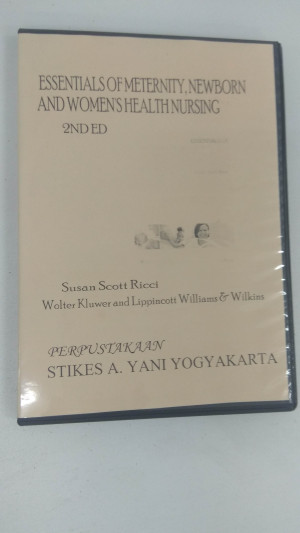 ESSENTIALS OF METERNITY, NEWBORN
AND WOMEN'S HEALTH NURSING
2ND ED
Susan Scott Ricci
Wolter Kluwer and Lippincott Williams & Wilkins
PERPUSTAKAAN
STIKES A. YANI YOGYAKARTA